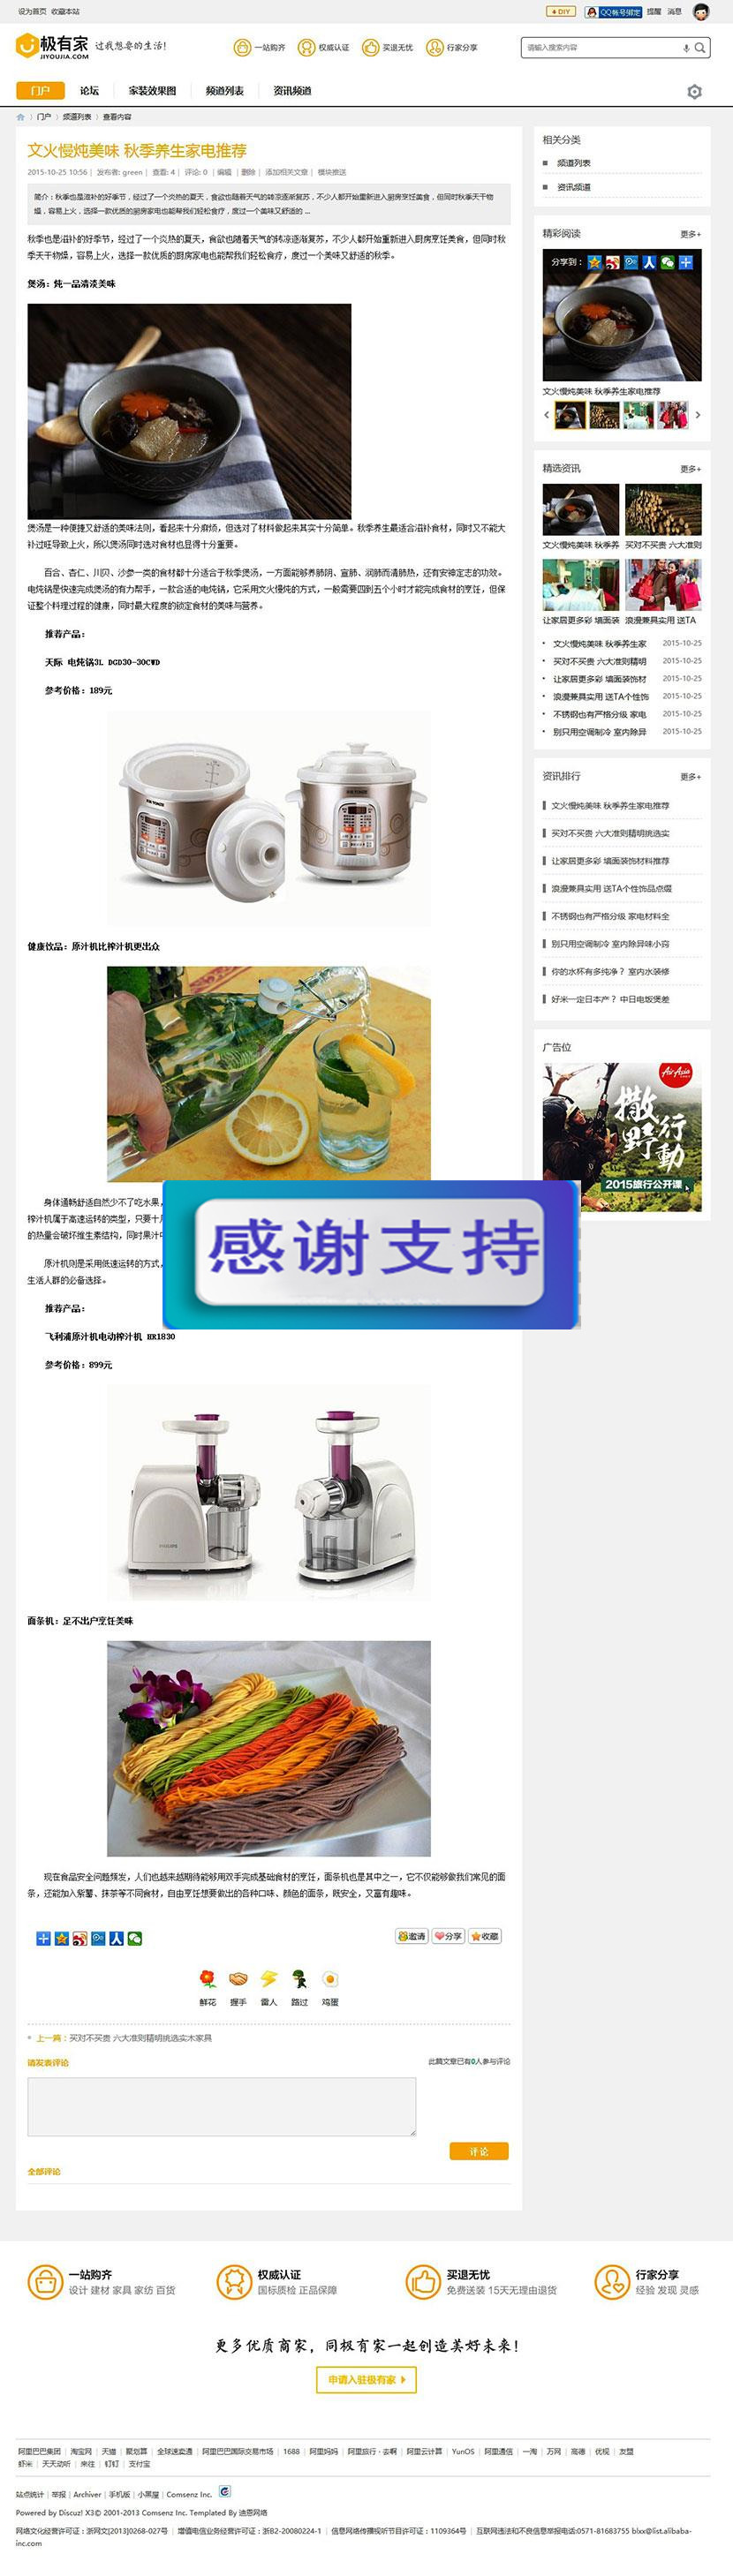 设为首页 收藏本站
DIY QQ帐号绑定 提醒 消息
极有家 过我想要的生活!
JIYOUJIA.COM
一站购齐 权威认证 买退无忧 行家分享
请输入搜索内容
门户 论坛 家装效果图 频道列表 资讯频道
门户 › 频道列表 › 查看内容
文火慢炖美味 秋季养生家电推荐
2015-10-25 10:56 | 发布者: green | 查看: 4 | 评论: 0 | 编辑 | 删除 | 添加相关文章 | 模块推送
简介:秋季也是滋补的好季节,经过了一个炎热的夏天,食欲也随着天气的转凉逐渐复苏,不少人都开始重新进入厨房烹饪美食,但同时秋季天干物
燥,容易上火,选择一款优质的厨房家电也能帮我们轻松食疗,度过一个美味又舒适的 ...
秋季也是滋补的好季节,经过了一个炎热的夏天,食欲也随着天气的转凉逐渐复苏,不少人都开始重新进入厨房烹饪美食,但同时秋
季天干物燥,容易上火,选择一款优质的厨房家电也能帮我们轻松食疗,度过一个美味又舒适的秋季。
煲汤:炖一品清淡美味
煲汤是一种便捷又舒适的美味法则,看起来十分麻烦,但选对了材料做起来其实十分简单。秋季养生最适合滋补食材,同时又不能大
补过旺导致上火,所以煲汤同时选对食材也显得十分重要。
百合、杏仁、川贝、沙参一类的食材都十分适合于秋季煲汤,一方面能够养肺阴、宣肺、润肺而清肺热,还有安神定志的功效。
电炖锅是快速完成煲汤的有力帮手,一款合适的电炖锅,它采用文火慢炖的方式,一般需要四到五个小时才能完成食材的烹饪,但保
证整个料理过程的健康,同时最大程度的锁定食材的美味与营养。
推荐产品:
天际 电炖锅3L DGD30-30CWD
参考价格:189元
健康饮品:原汁机比榨汁机更出众
身体通畅舒适自然少不了吃水果,
榨汁机属于高速运转的类型,只要十几
的热量会破坏维生素结构,同时果汁中
原汁机则是采用低速运转的方式,
生活人群的必备选择。
感谢支持
推荐产品:
飞利浦原汁机电动榨汁机 HR1830
参考价格:899元
PHILIPS
面条机:足不出户烹饪美味
现在食品安全问题频发,人们也越来越期待能够用双手完成基础食材的烹饪,面条机也是其中之一,它不仅能够做我们常见的面
条,还能加入紫薯、抹茶等不同食材,自由烹饪想要做出的各种口味、颜色的面条,既安全,又富有趣味。
邀请 分享 收藏
鲜花 握手 雷人 路过 鸡蛋
上一篇:买对不买贵 六大准则精明挑选实木家具
请发表评论 此篇文章已有0人参与评论
评论
全部评论
相关分类
频道列表
资讯频道
精彩阅读 更多+
分享到:
文火慢炖美味 秋季养生家电推荐
精选资讯 更多+
文火慢炖美味 秋季养 买对不买贵 六大准则
让家居更多彩 墙面装 浪漫兼具实用 送TA
文火慢炖美味 秋季养生家 2015-10-25
买对不买贵 六大准则精明 2015-10-25
让家居更多彩 墙面装饰材 2015-10-25
浪漫兼具实用 送TA个性饰 2015-10-25
不锈钢也有严格分级 家电 2015-10-25
别只用空调制冷 室内除异 2015-10-25
资讯排行 更多+
文火慢炖美味 秋季养生家电推荐
买对不买贵 六大准则精明挑选实
让家居更多彩 墙面装饰材料推荐
浪漫兼具实用 送TA个性饰品点缀
不锈钢也有严格分级 家电材料全
别只用空调制冷 室内除异味小窍
你的水杯有多纯净? 室内水装修
好米一定日本产? 中日电饭煲差
广告位
AirAsia
撒野行動
2015旅行公开课
一站购齐 权威认证 买退无忧 行家分享
设计 建材 家具 家纺 百货 国标质检 正品保障 免费送装 15天无理由退货 经验 发现 灵感
更多优质商家,同极有家一起创造美好未来!
申请入驻极有家
阿里巴巴集团 | 淘宝网 | 天猫 | 聚划算 | 全球速卖通 | 阿里巴巴国际交易市场 | 1688 | 阿里妈妈 | 阿里旅行 · 去啊 | 阿里云计算 | YunOS | 阿里通信 | 一淘 | 万网 | 高德 | 优视 | 友盟
虾米 | 天天动听 | 来往 | 钉钉 | 支付宝
站点统计 | 举报 | Archiver | 手机版 | 小黑屋 | Comsenz Inc.
Powered by Discuz! X3© 2001-2013 Comsenz Inc. Templated By 迪恩网络
网络文化经营许可证:浙网文[2013]0268-027号 | 增值电信业务经营许可证:浙B2-20080224-1 | 信息网络传播视听节目许可证:1109364号 | 互联网违法和不良信息举报电话:0571-81683755 blxx@list.alibaba-
inc.com